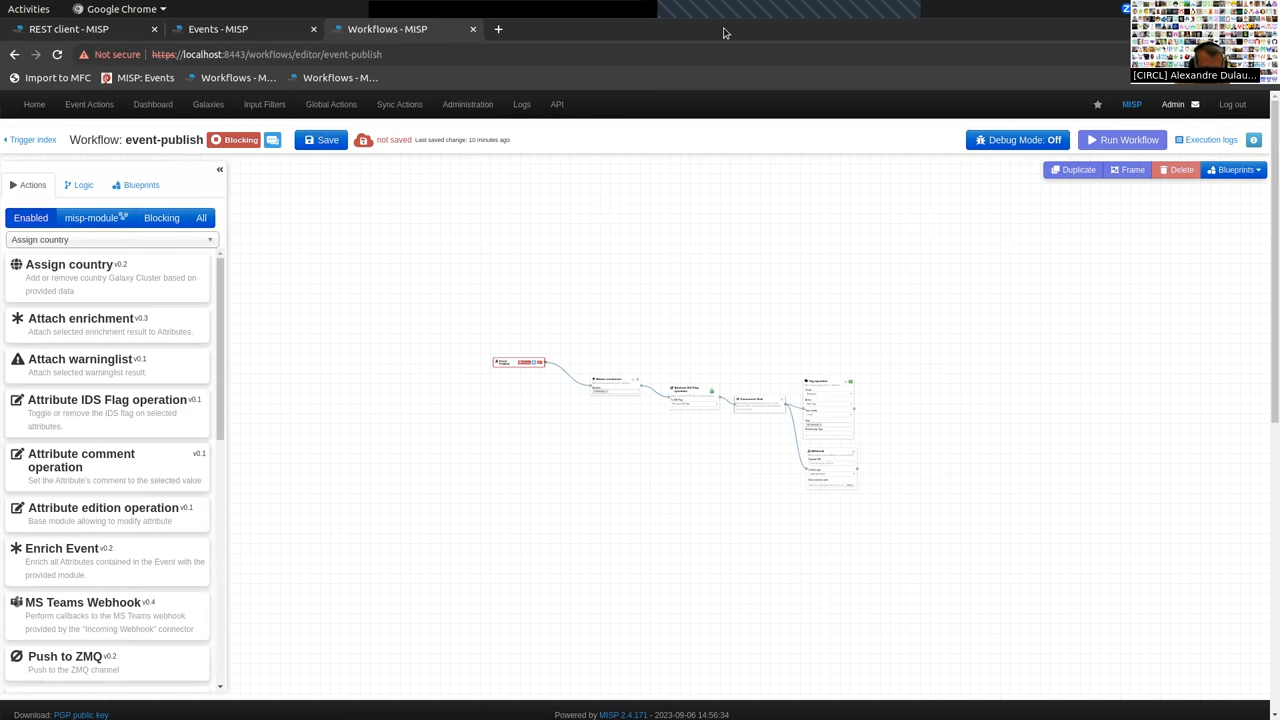 Activities
Google Chrome
REST client - MISP
Events - MISP
Workflows - MISP
[CIRCL] Alexandre Dulau...
Import to MFC
MISP: Events
Workflows - M...
Workflows - M...
Home
Event Actions
Dashboard
Galaxies
Input Filters
Global Actions
Sync Actions
Administration
Logs
API
MISP
Admin
Log out
Trigger index
Workflow: event-publish
Blocking
Save
not saved
Last saved change: 10 minutes ago
Debug Mode: Off
Run Workflow
Execution logs
Duplicate
Frame
Delete
Blueprints
Actions
Logic
Blueprints
Enabled
misp-module
Blocking
All
Assign country
Assign country v0.2
Add or remove country Galaxy Cluster based on
provided data
Attach enrichment v0.3
Attach selected enrichment result to Attributes.
Attach warninglist v0.1
Attach selected warninglist result.
Attribute IDS Flag operation v0.1
Toggle or remove the IDS flag on selected
attributes.
Attribute comment
operation
v0.1
Set the Attribute's comment to the selected value
Attribute edition operation v0.1
Base module allowing to modify attribute
Enrich Event v0.2
Enrich all Attributes contained in the Event with the
provided module.
MS Teams Webhook v0.4
Perform callbacks to the MS Teams webhook
provided by the "Incoming Webhook" connector
Push to ZMQ v0.2
Push to the ZMQ channel
Download: PGP public key
Powered by MISP 2.4.171 - 2023-09-06 14:56:34